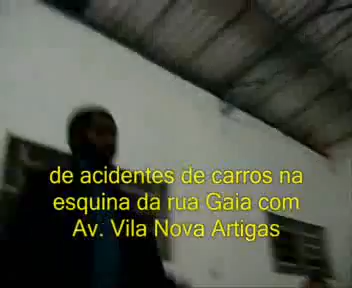 de acidentes de carros na
esquina da rua Gaia com
Av. Vila Nova Artigas